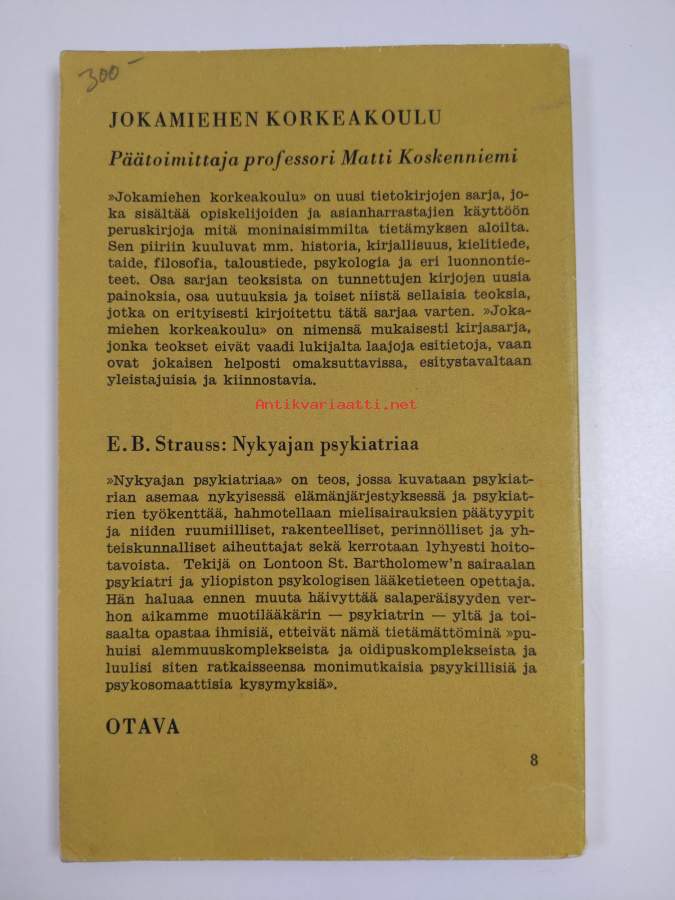 300-
JOKAMIEHEN KORKEAKOULU
Päätoimittaja professori Matti Koskenniemi
»Jokamiehen korkeakoulu» on uusi tietokirjojen sarja, jo-
ka sisältää opiskelijoiden ja asianharrastajien käyttöön
peruskirjoja mitä moninaisimmilta tietämyksen aloilta.
Sen piiriin kuuluvat mm. historia, kirjallisuus, kielitiede,
taide, filosofia, taloustiede, psykologia ja eri luonnontie-
teet. Osa sarjan teoksista on tunnettujen kirjojen uusia
painoksia, osa uutuuksia ja toiset niistä sellaisia teoksia,
jotka on erityisesti kirjoitettu tätä sarjaa varten. »Joka-
miehen korkeakoulu» on nimensä mukaisesti kirjasarja,
jonka teokset eivät vaadi lukijalta laajoja esitietoja, vaan
ovat jokaisen helposti omaksuttavissa, esitystavaltaan
yleistajuisia ja kiinnostavia.
Antikvariaatti.net
E. B. Strauss: Nykyajan psykiatriaa
»Nykyajan psykiatriaa» on teos, jossa kuvataan psykiat-
rian asemaa nykyisessä elämänjärjestyksessä ja psykiat-
rien työkenttää, hahmotellaan mielisairauksien päätyypit
ja niiden ruumiilliset, rakenteelliset, perinnölliset ja yh-
teiskunnalliset aiheuttajat sekä kerrotaan lyhyesti hoito-
tavoista. Tekijä on Lontoon St. Bartholomew'n sairaalan
psykiatri ja yliopiston psykologisen lääketieteen opettaja.
Hän haluaa ennen muuta häivyttää salaperäisyyden ver-
hon aikamme muotilääkärin — psykiatrin — yltä ja toi-
saalta opastaa ihmisiä, etteivät nämä tietämättöminä »pu-
huisi alemmuuskomplekseista ja oidipuskomplekseista ja
luulisi siten ratkaisseensa monimutkaisia psyykillisiä ja
psykosomaattisia kysymyksiä».
OTAVA
8